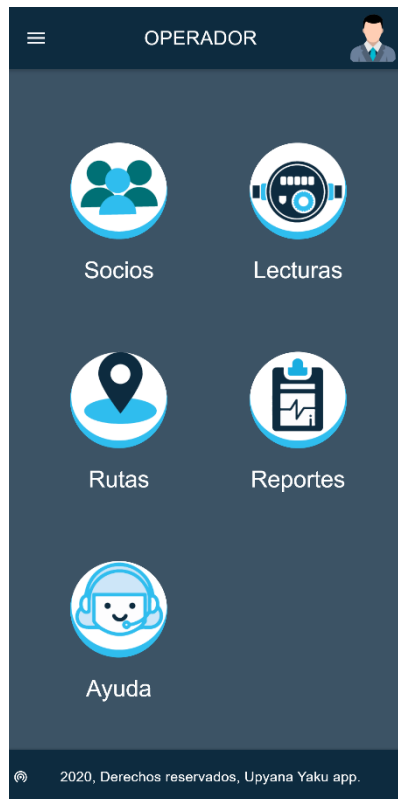 OPERADOR
Socios
Lecturas
Rutas
Reportes
Ayuda
2020, Derechos reservados, Upyana Yaku app.